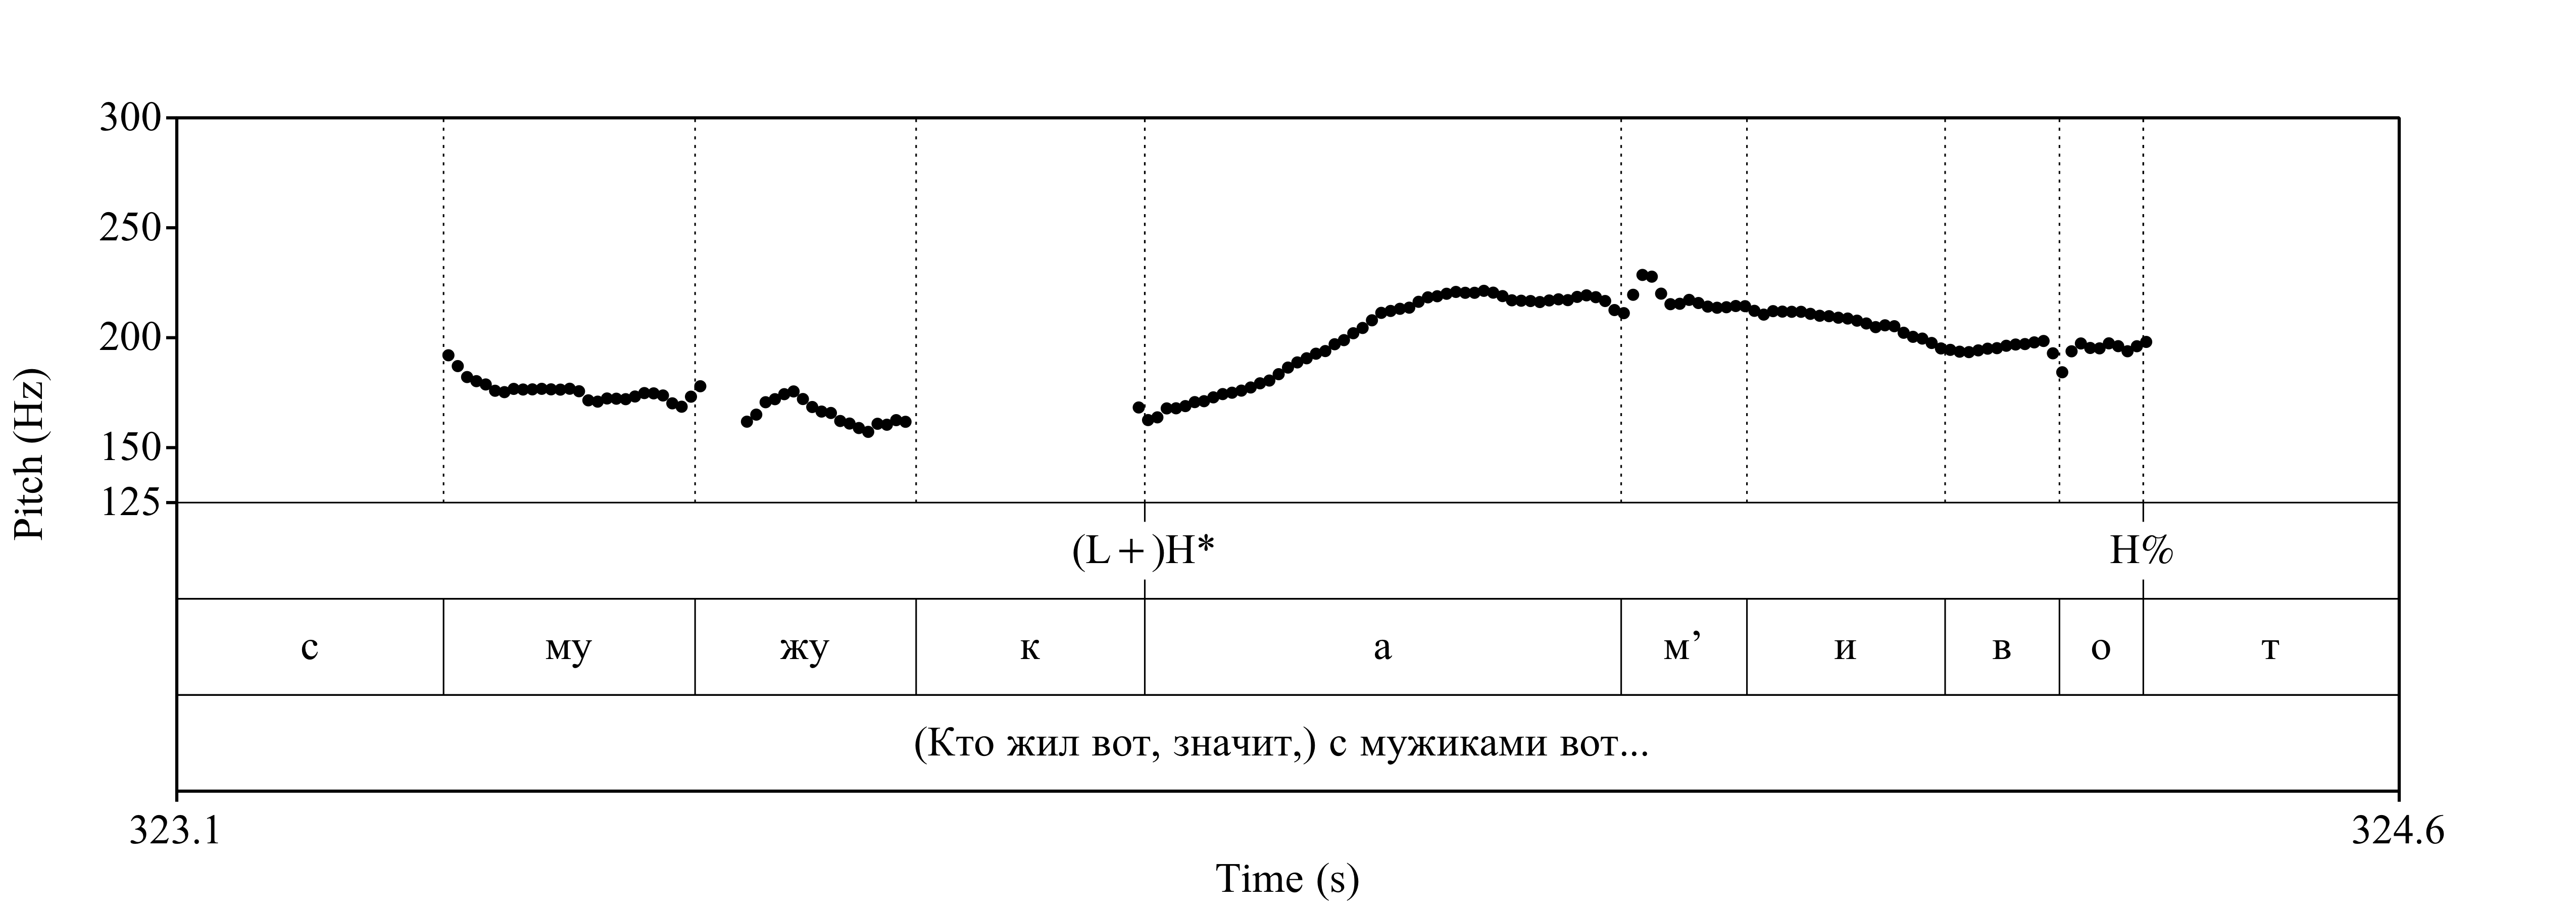 300
250
200
150
125
Pitch (Hz)
(L+)H* H%
с му жу к а м’ и в о т
(Кто жил вот, значит,) с мужиками вот...
323.1 324.6
Time (s)